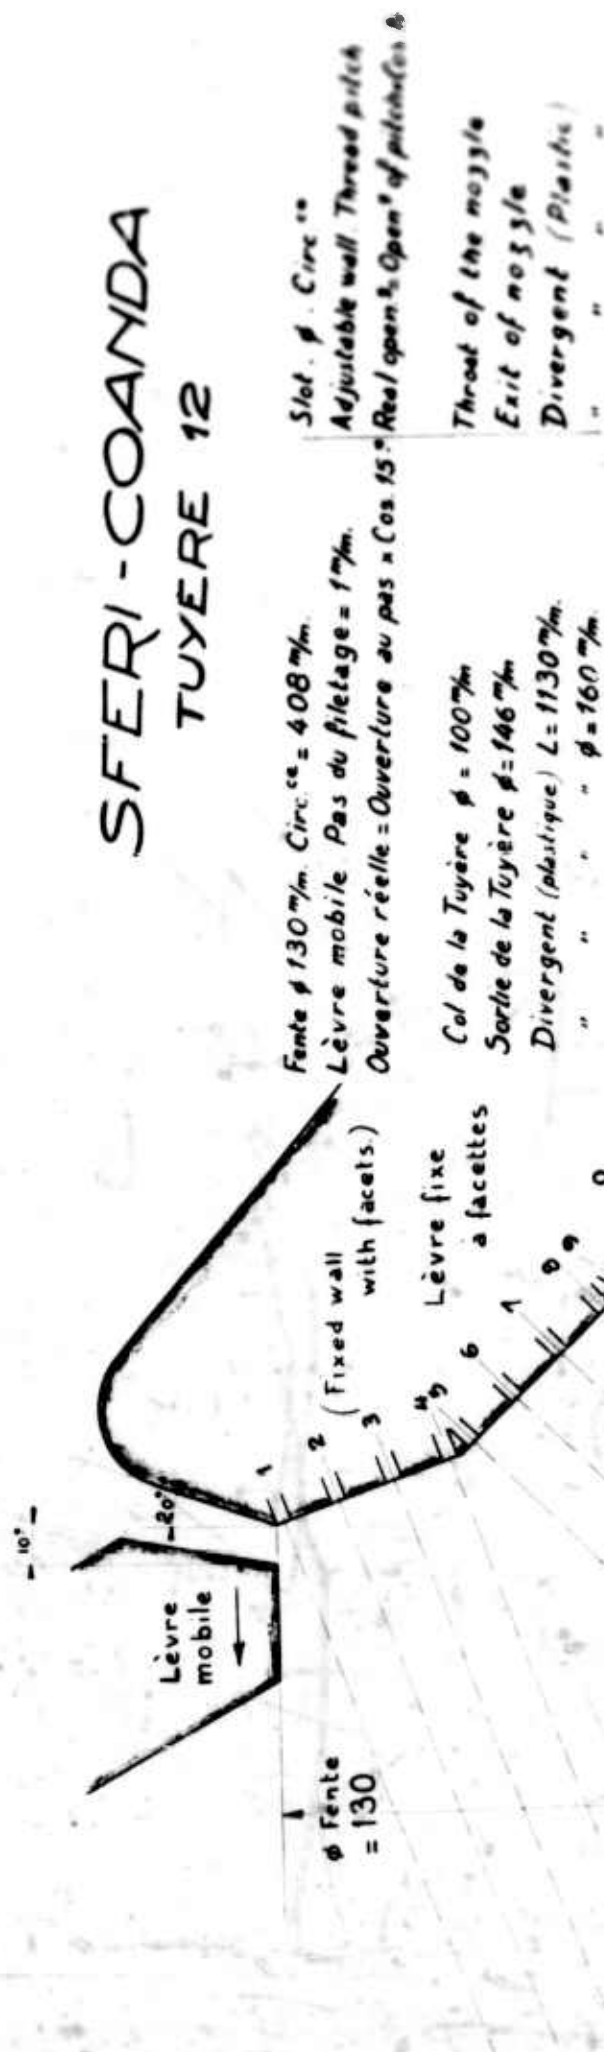 SFERI-COANDA
TUYERE 12
Fente ø 130 m/m. Circ.ce = 408 m/m.
Lèvre mobile. Pas du filetage = 1 m/m.
Ouverture réelle = Ouverture au pas x Cos. 15°
Slot. ø. Circ ce
Adjustable wall. Thread pitch
Real open.g Open g of pitch x Cos
Col de la Tuyère ø = 100 m/m
Sortie de la Tuyère ø = 146 m/m
Divergent (plastique) L = 1130 m/m.
" " " " ø = 160 m/m.
Throat of the nozzle
Exit of nozzle
Divergent (Plastic)
" " " "
10°
20°
Lèvre
mobile
ø Fente
= 130
(Fixed wall
with facets.)
Lèvre fixe
à facettes
1
2
3
4
5
6
7
8
9